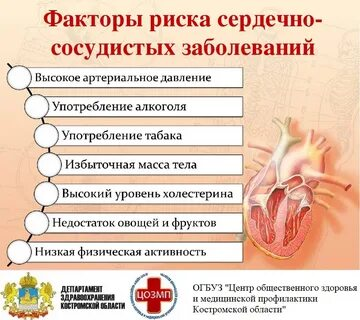 Факторы риска сердечно-
сосудистых заболеваний
Высокое артериальное давление
Употребление алкоголя
Употребление табака
Избыточная масса тела
Высокий уровень холестерина
Недостаток овощей и фруктов
Низкая физическая активность
ДЕПАРТАМЕНТ
ЗДРАВООХРАНЕНИЯ
КОСТРОМСКОЙ ОБЛАСТИ
ЦОЗМП
ОГБУЗ "Центр общественного здоровья
и медицинской профилактики
Костромской области"